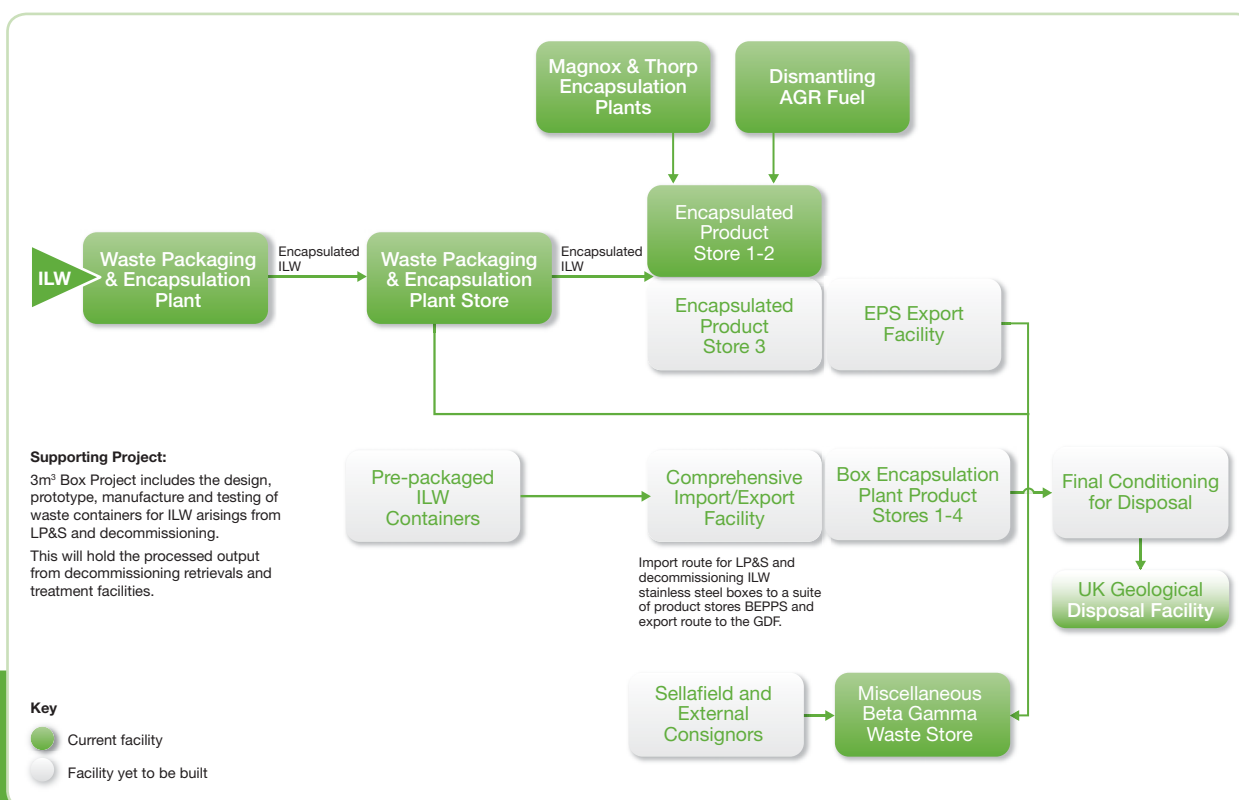 Magnox & Thorp
Encapsulation
Plants
Dismantling
AGR Fuel
ILW
Waste Packaging
& Encapsulation
Plant
Encapsulated
ILW
Waste Packaging
& Encapsulation
Plant Store
Encapsulated
ILW
Encapsulated
Product
Store 1-2
Encapsulated
Product
Store 3
EPS Export
Facility
Supporting Project:
3m³ Box Project includes the design,
prototype, manufacture and testing of
waste containers for ILW arisings from
LP&S and decommissioning.
This will hold the processed output
from decommissioning retrievals and
treatment facilities.
Pre-packaged
ILW
Containers
Comprehensive
Import/Export
Facility
Box Encapsulation
Plant Product
Stores 1-4
Final Conditioning
for Disposal
Import route for LP&S and
decommissioning ILW
stainless steel boxes to a suite
of product stores BEPPS and
export route to the GDF.
UK Geological
Disposal Facility
Sellafield and
External
Consignors
Miscellaneous
Beta Gamma
Waste Store
Key
Current facility
Facility yet to be built